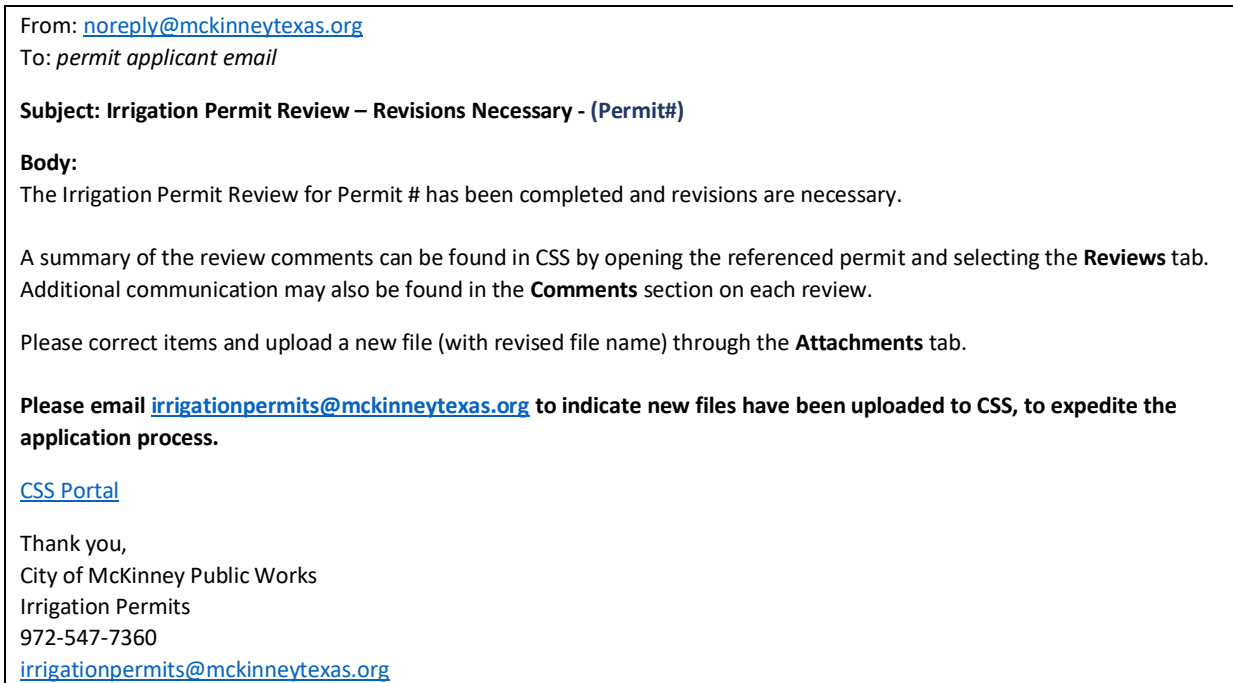 From: noreply@mckinneytexas.org
To: permit applicant email
Subject: Irrigation Permit Review – Revisions Necessary - (Permit#)
Body:
The Irrigation Permit Review for Permit # has been completed and revisions are necessary.
A summary of the review comments can be found in CSS by opening the referenced permit and selecting the Reviews tab.
Additional communication may also be found in the Comments section on each review.
Please correct items and upload a new file (with revised file name) through the Attachments tab.
Please email irrigationpermits@mckinneytexas.org to indicate new files have been uploaded to CSS, to expedite the
application process.
CSS Portal
Thank you,
City of McKinney Public Works
Irrigation Permits
972-547-7360
irrigationpermits@mckinneytexas.org